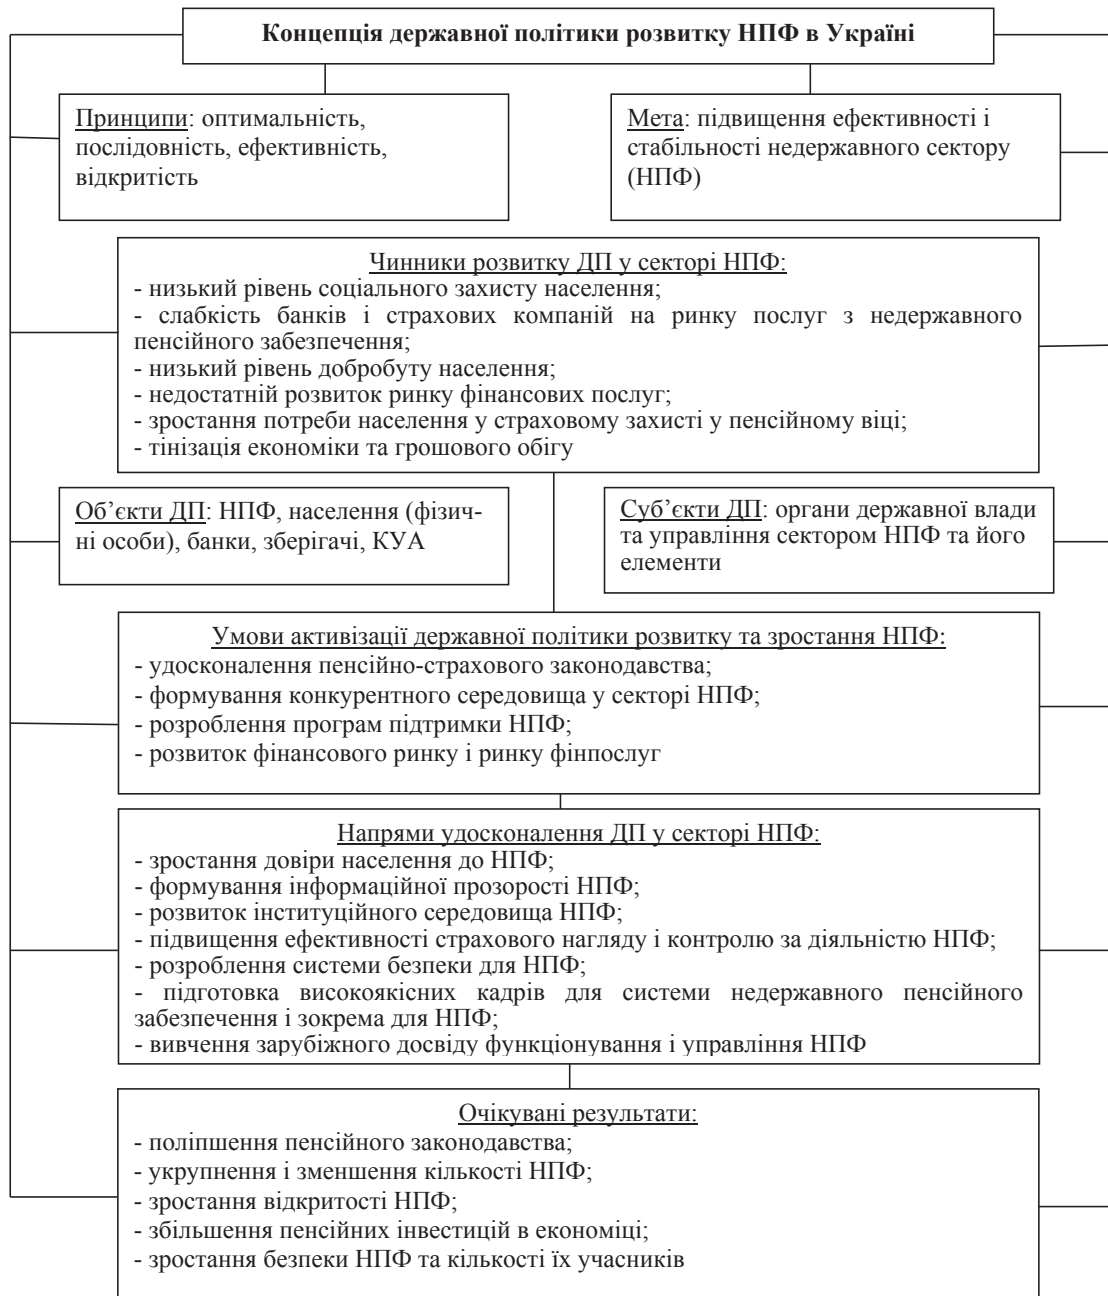 Концепція державної політики розвитку НПФ в Україні
Принципи: оптимальність,
послідовність, ефективність,
відкритість
Мета: підвищення ефективності і
стабільності недержавного сектору
(НПФ)
Чинники розвитку ДП у секторі НПФ:
- низький рівень соціального захисту населення;
- слабкість банків і страхових компаній на ринку послуг з недержавного
пенсійного забезпечення;
- низький рівень добробуту населення;
- недостатній розвиток ринку фінансових послуг;
- зростання потреби населення у страховому захисті у пенсійному віці;
- тінізація економіки та грошового обігу
Об’єкти ДП: НПФ, населення (фізич-
ні особи), банки, зберігачі, КУА
Суб’єкти ДП: органи державної влади
та управління сектором НПФ та його
елементи
Умови активізації державної політики розвитку та зростання НПФ:
- удосконалення пенсійно-страхового законодавства;
- формування конкурентного середовища у секторі НПФ;
- розроблення програм підтримки НПФ;
- розвиток фінансового ринку і ринку фінпослуг
Напрями удосконалення ДП у секторі НПФ:
- зростання довіри населення до НПФ;
- формування інформаційної прозорості НПФ;
- розвиток інституційного середовища НПФ;
- підвищення ефективності страхового нагляду і контролю за діяльністю НПФ;
- розроблення системи безпеки для НПФ;
- підготовка високоякісних кадрів для системи недержавного пенсійного
забезпечення і зокрема для НПФ;
- вивчення зарубіжного досвіду функціонування і управління НПФ
Очікувані результати:
- поліпшення пенсійного законодавства;
- укрупнення і зменшення кількості НПФ;
- зростання відкритості НПФ;
- збільшення пенсійних інвестицій в економіці;
- зростання безпеки НПФ та кількості їх учасників